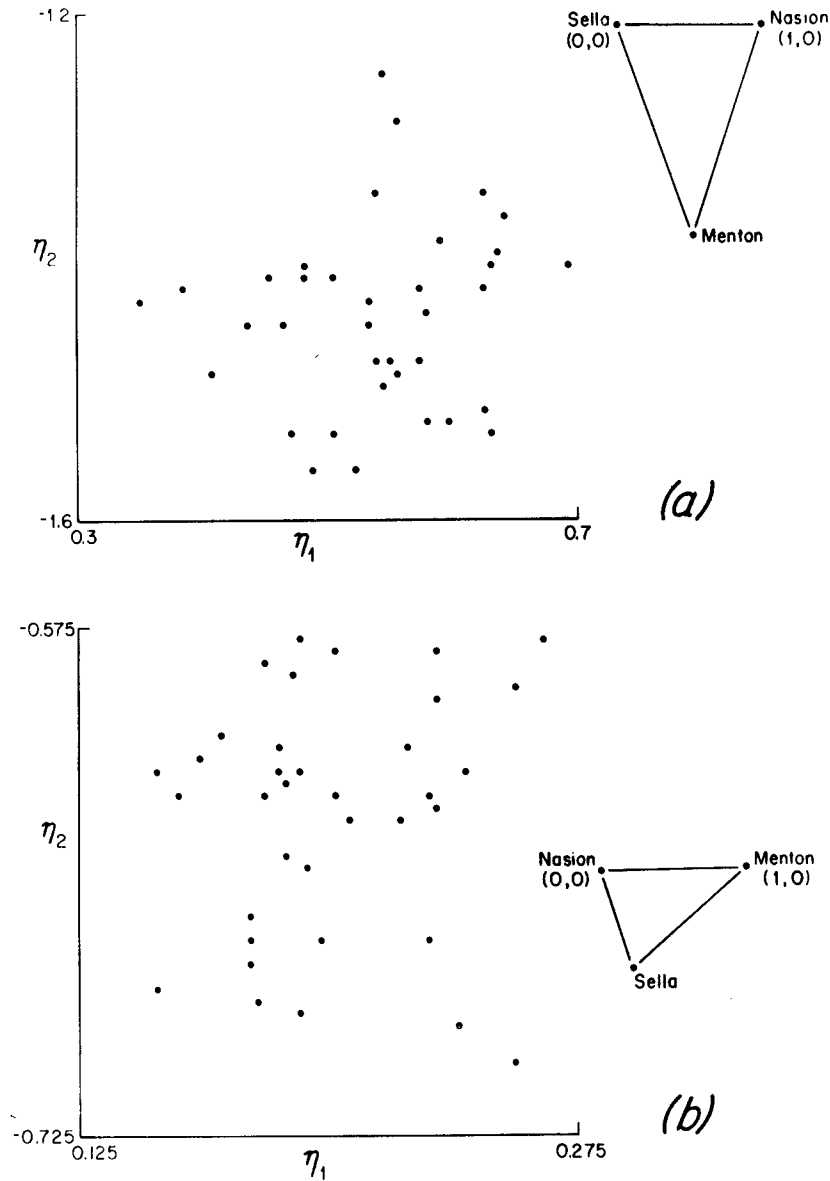 -1.2
Sella
(0,0)
Nasion
(1,0)
Menton
η₂
-1.6
0.3
η₁
0.7
(a)
-0.575
η₂
Nasion
(0,0)
Menton
(1,0)
Sella
-0.725
0.125
η₁
0.275
(b)